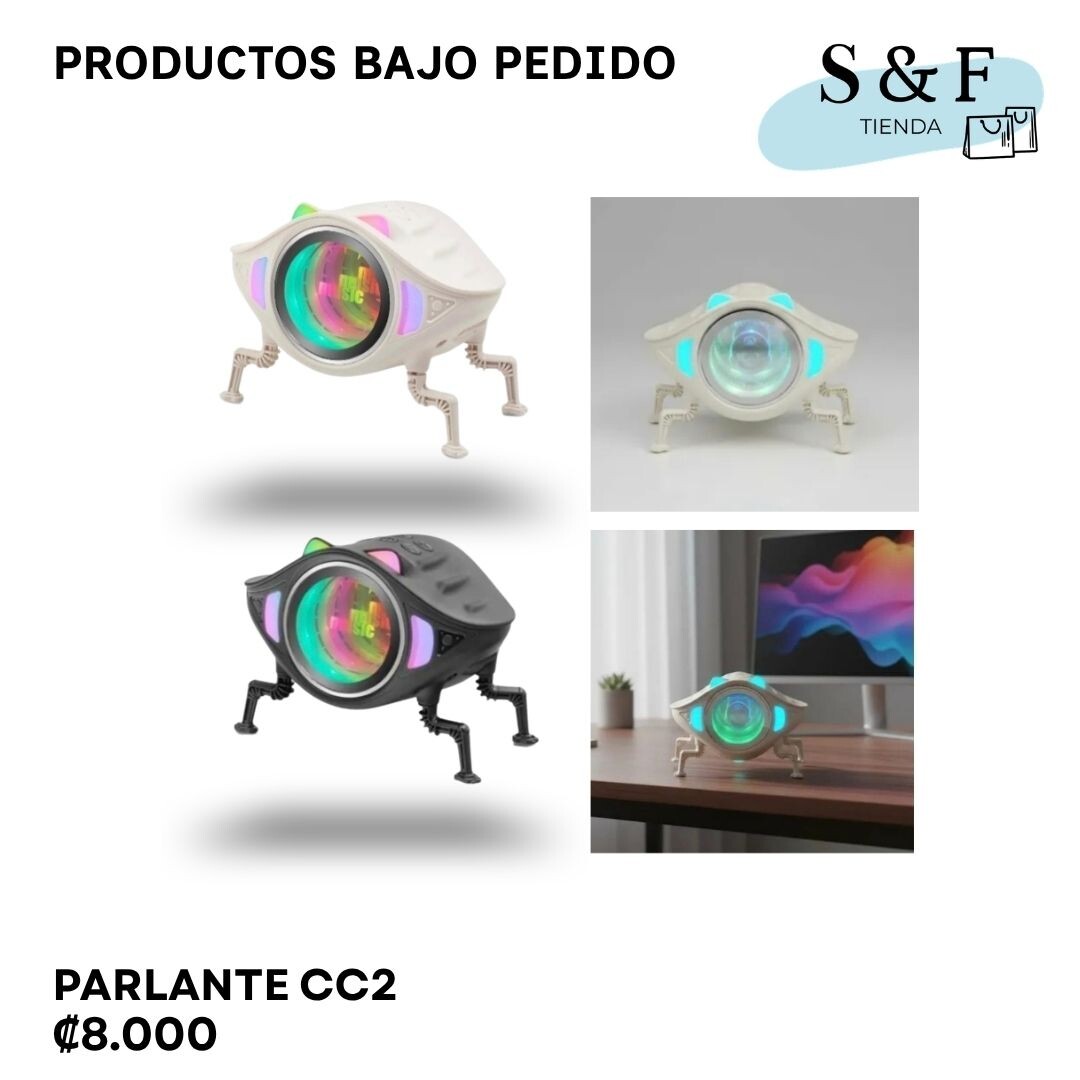 PRODUCTOS BAJO PEDIDO
S & F
TIENDA
PARLANTE CC2
₡8.000